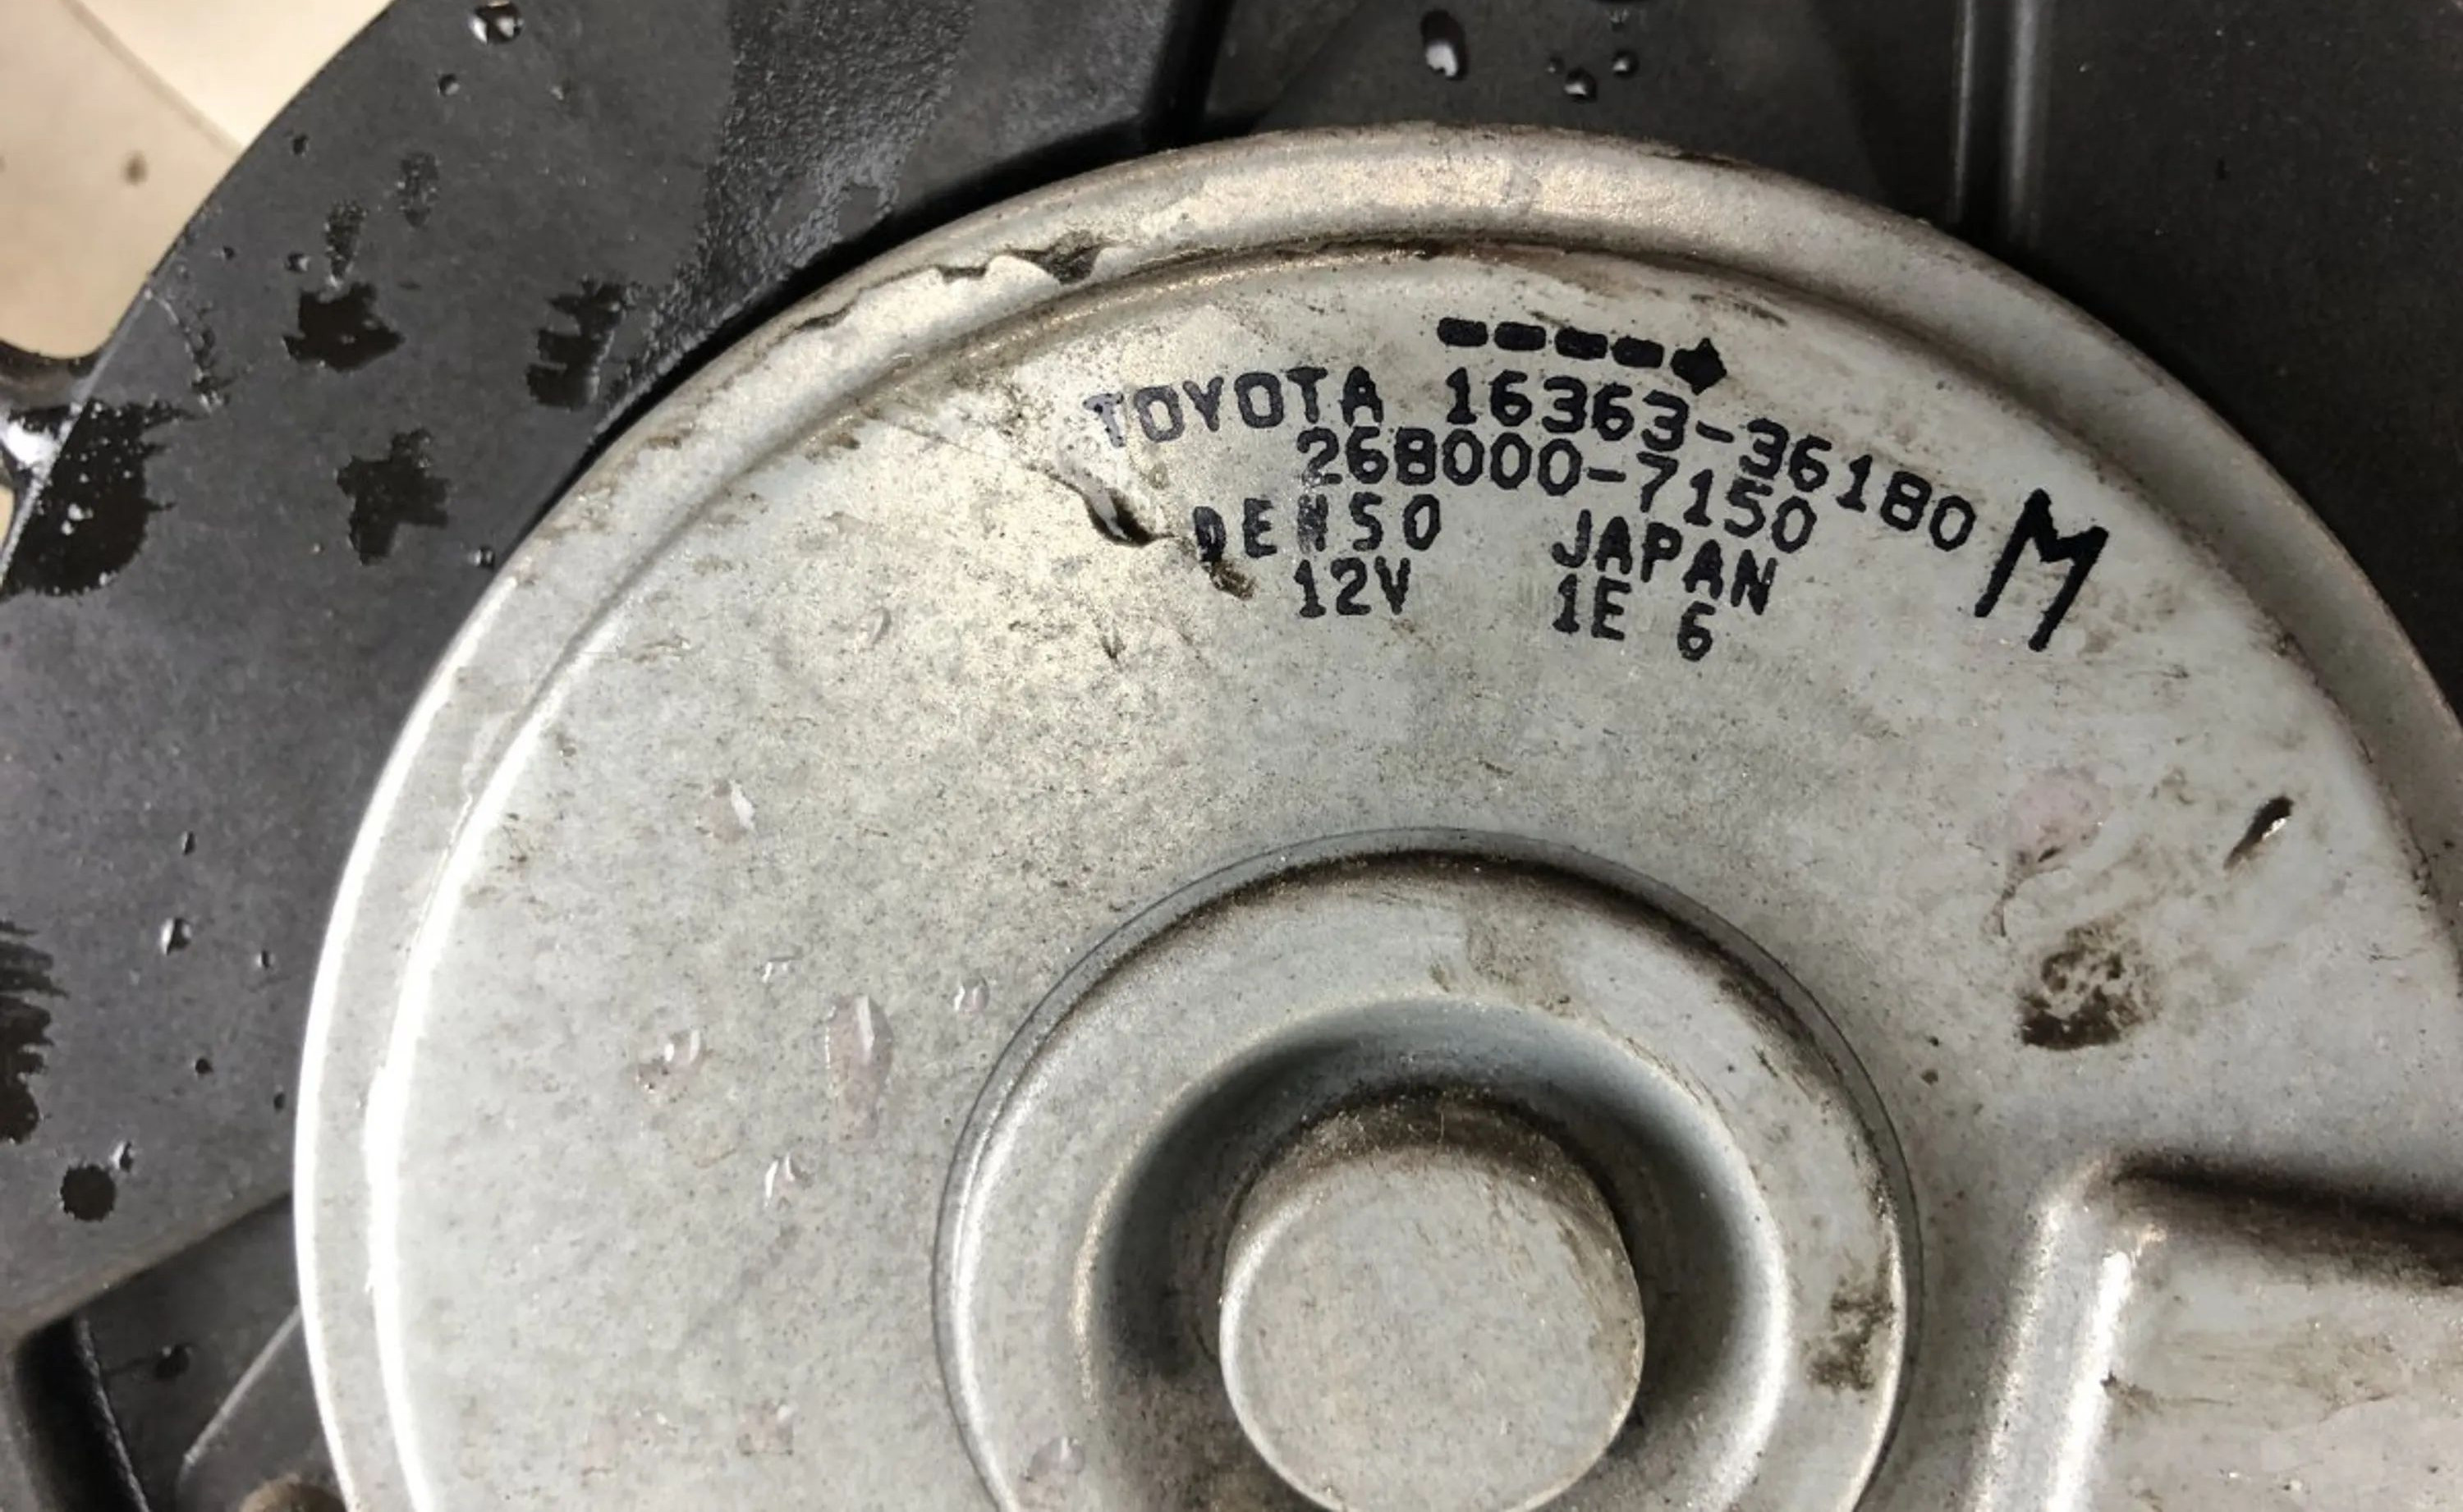 TOYOTA 16363-36180 M
268000-7150
DENSO JAPAN
12V 1E 6